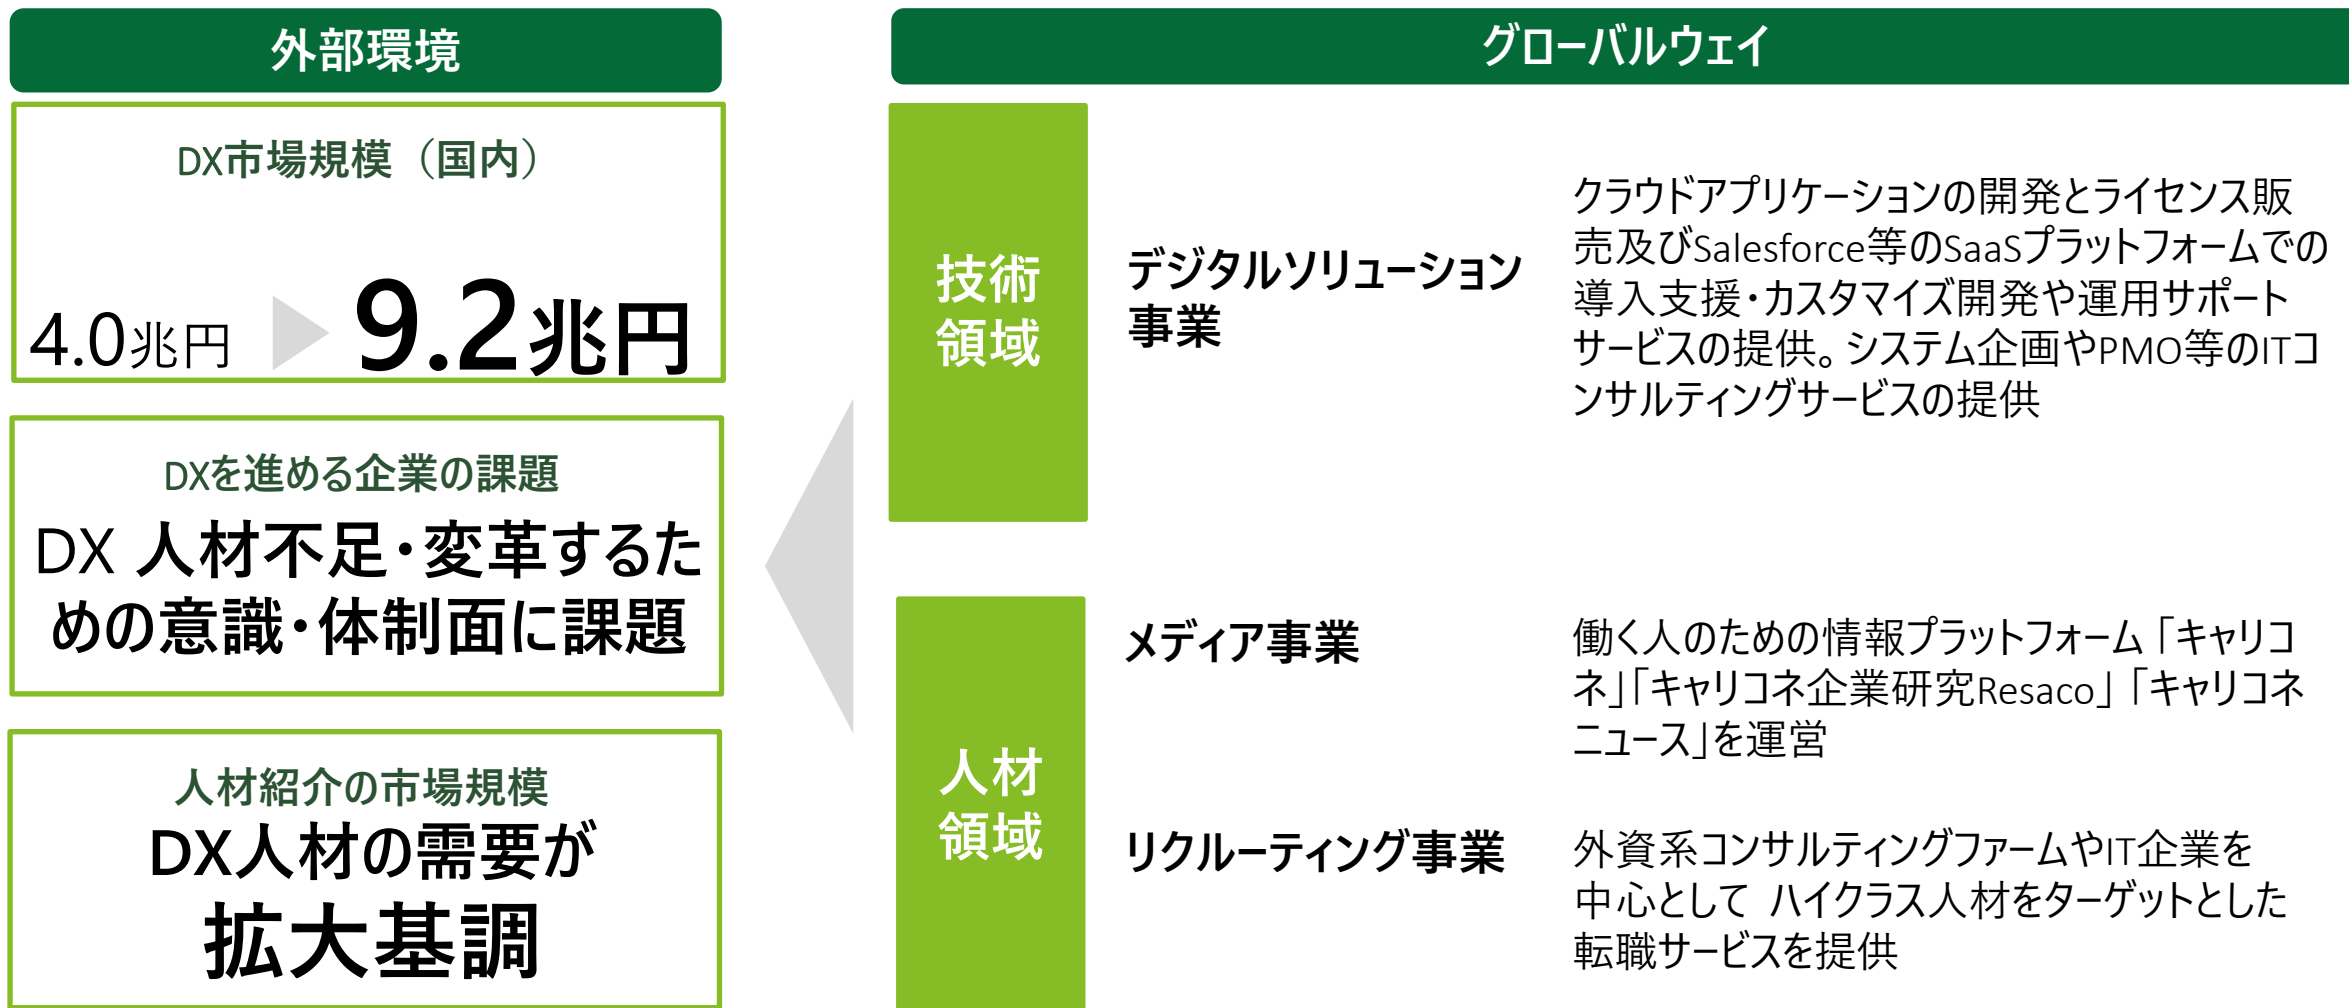 外部環境
DX市場規模（国内）
4.0兆円
9.2兆円
DXを進める企業の課題
DX 人材不足・変革するた
めの意識・体制面に課題
人材紹介の市場規模
DX人材の需要が
拡大基調
グローバルウェイ
技術
領域
デジタルソリューション
事業
クラウドアプリケーションの開発とライセンス販
売及びSalesforce等のSaaSプラットフォームでの
導入支援・カスタマイズ開発や運用サポート
サービスの提供。システム企画やPMO等のITコ
ンサルティングサービスの提供
人材
領域
メディア事業
働く人のための情報プラットフォーム「キャリコ
ネ」「キャリコネ企業研究Resaco」「キャリコネ
ニュース」を運営
リクルーティング事業
外資系コンサルティングファームやIT企業を
中心として ハイクラス人材をターゲットとした
転職サービスを提供